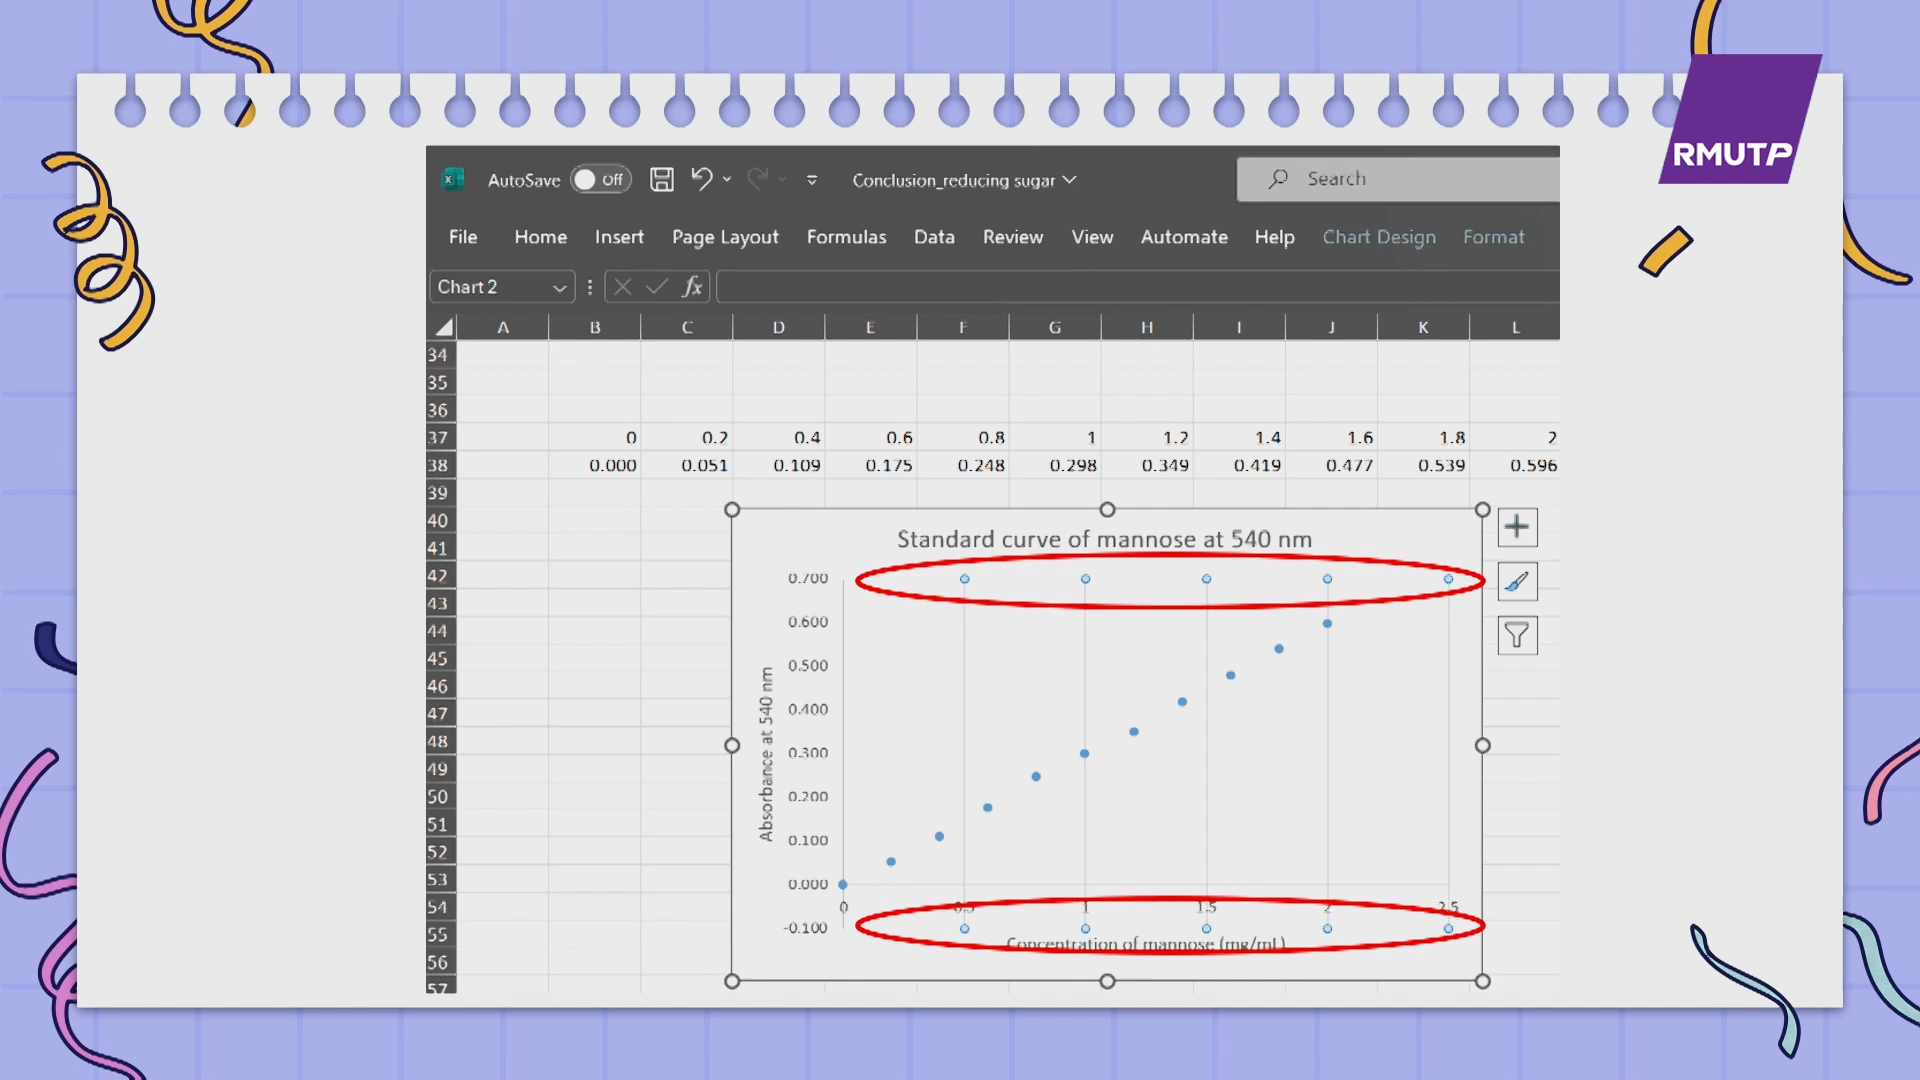 RMUTP
AutoSave Off Conclusion_reducing sugar Search
File Home Insert Page Layout Formulas Data Review View Automate Help Chart Design Format
Chart 2 fx
A B C D E F G H I J K L
34
35
36
37 0 0.2 0.4 0.6 0.8 1 1.2 1.4 1.6 1.8 2
38 0.000 0.051 0.109 0.175 0.248 0.298 0.349 0.419 0.477 0.539 0.596
39
40
41
42
43
44
45
46
47
48
49
50
51
52
53
54
55
56
57
Standard curve of mannose at 540 nm
Absorbance at 540 nm
0.700
0.600
0.500
0.400
0.300
0.200
0.100
0.000
-0.100
0 0.5 1 1.5 2 2.5
Concentration of mannose (mg/mL)